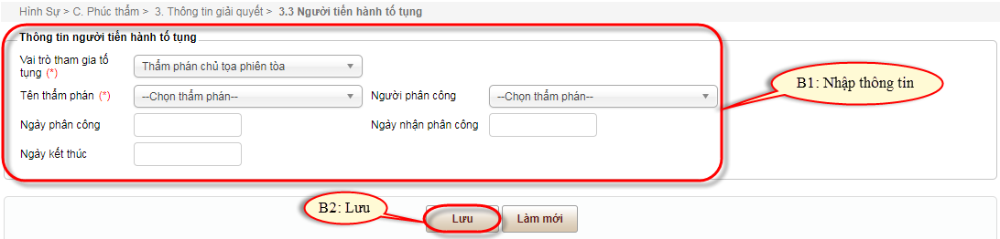 Hình Sự > C. Phúc thẩm > 3. Thông tin giải quyết > 3.3 Người tiến hành tố tụng
Thông tin người tiến hành tố tụng
Vai trò tham gia tố
tụng (*)
Thẩm phán chủ tọa phiên tòa
Tên thẩm phán (*)
--Chọn thẩm phán--
Người phân công
--Chọn thẩm phán--
B1: Nhập thông tin
Ngày phân công
Ngày nhận phân công
Ngày kết thúc
B2: Lưu
Lưu
Làm mới